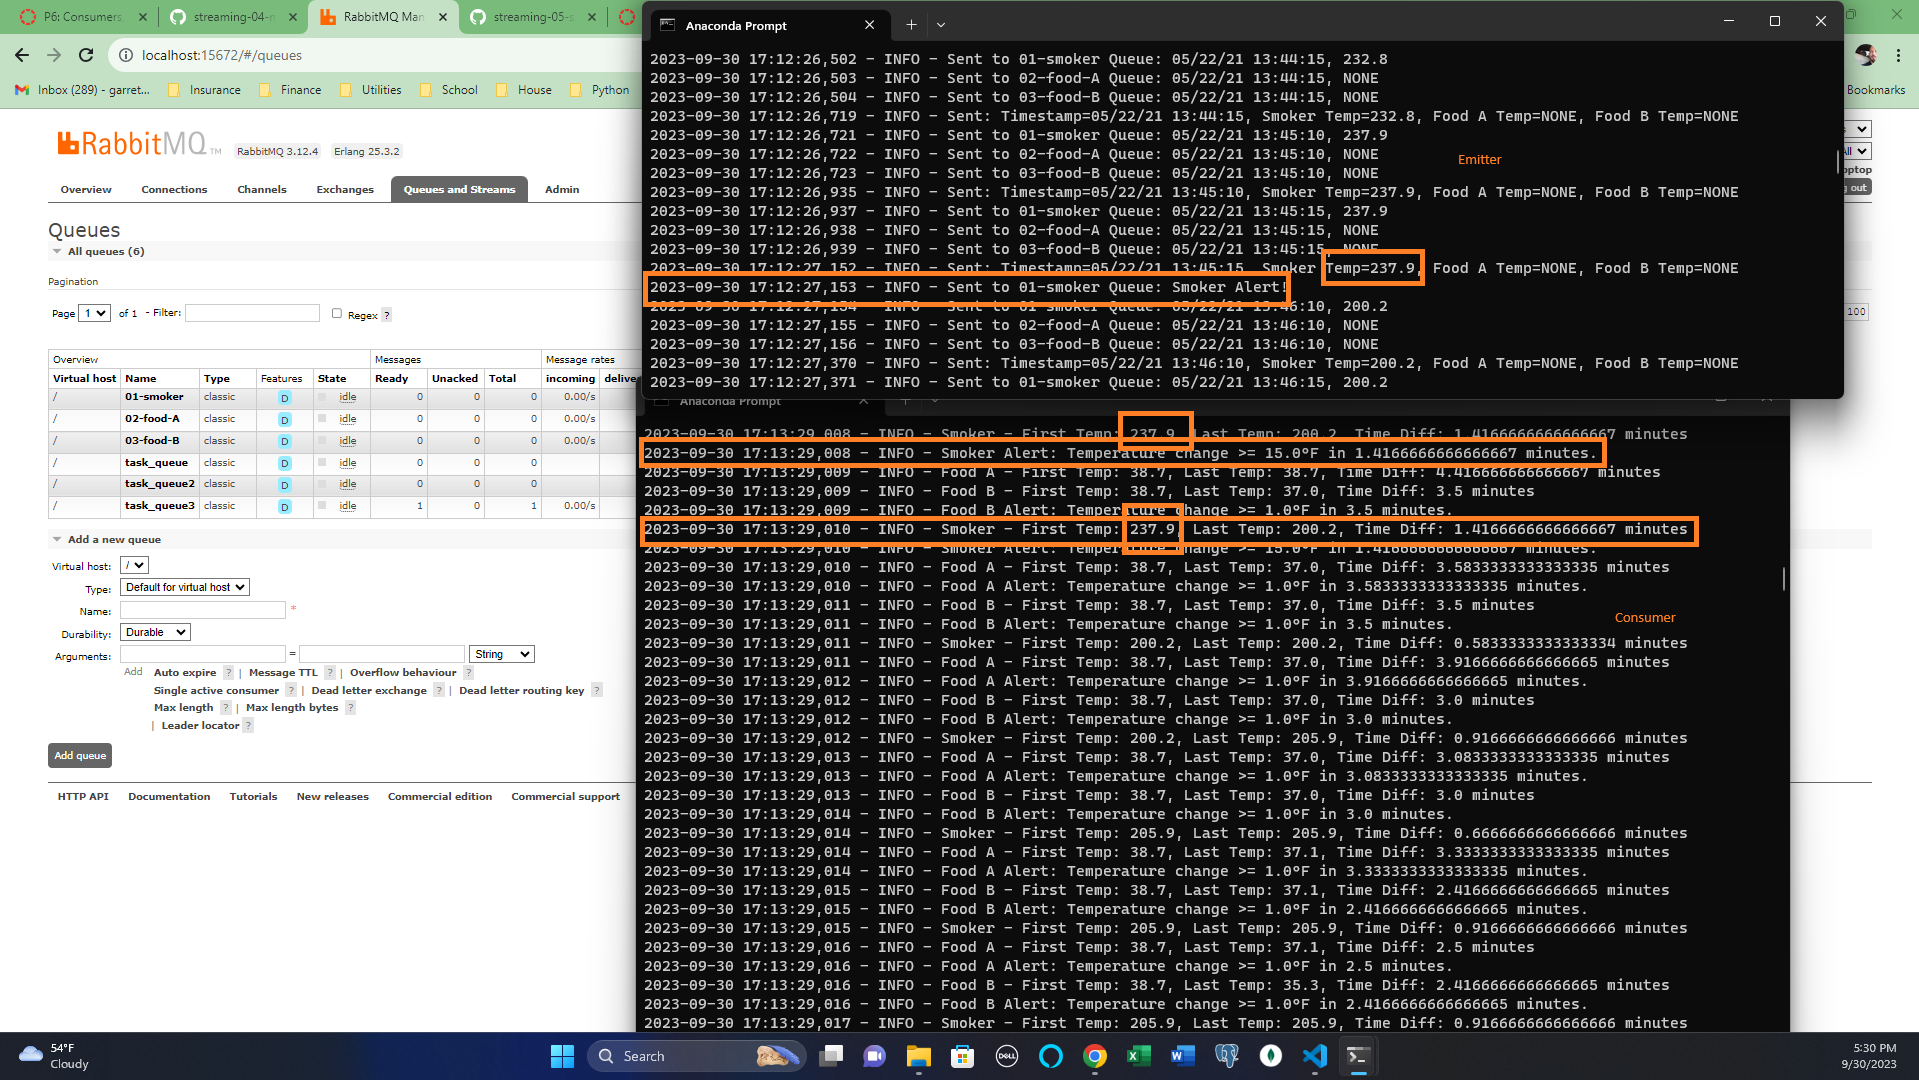 P6: Consumers,
streaming-04-m
RabbitMQ Man
streaming-05-s
localhost:15672/#/queues
Inbox (289) - garret...
Insurance
Finance
Utilities
School
House
Python
Bookmarks
RabbitMQ TM
RabbitMQ 3.12.4
Erlang 25.3.2
Overview
Connections
Channels
Exchanges
Queues and Streams
Admin
Queues
All queues (6)
Pagination
Page 1 of 1 - Filter: Regex ?
100
Overview Messages Message rates
Virtual host Name Type Features State Ready Unacked Total incoming
/ 01-smoker classic D idle 0 0 0 0.00/s
/ 02-food-A classic D idle 0 0 0 0.00/s
/ 03-food-B classic D idle 0 0 0 0.00/s
/ task_queue classic D idle 0 0 0
/ task_queue2 classic D idle 0 0 0
/ task_queue3 classic D idle 1 0 1 0.00/s
Add a new queue
Virtual host: /
Type: Default for virtual host
Name: *
Durability: Durable
Arguments: = String
Add Auto expire ? | Message TTL ? | Overflow behaviour ?
Single active consumer ? | Dead letter exchange ? | Dead letter routing key ?
Max length ? | Max length bytes ?
| Leader locator ?
Add queue
HTTP API
Documentation
Tutorials
New releases
Commercial edition
Commercial support
Anaconda Prompt
2023-09-30 17:12:26,502 - INFO - Sent to 01-smoker Queue: 05/22/21 13:44:15, 232.8
2023-09-30 17:12:26,503 - INFO - Sent to 02-food-A Queue: 05/22/21 13:44:15, NONE
2023-09-30 17:12:26,504 - INFO - Sent to 03-food-B Queue: 05/22/21 13:44:15, NONE
2023-09-30 17:12:26,719 - INFO - Sent: Timestamp=05/22/21 13:44:15, Smoker Temp=232.8, Food A Temp=NONE, Food B Temp=NONE
2023-09-30 17:12:26,721 - INFO - Sent to 01-smoker Queue: 05/22/21 13:45:10, 237.9
2023-09-30 17:12:26,722 - INFO - Sent to 02-food-A Queue: 05/22/21 13:45:10, NONE
Emitter
2023-09-30 17:12:26,723 - INFO - Sent to 03-food-B Queue: 05/22/21 13:45:10, NONE
2023-09-30 17:12:26,935 - INFO - Sent: Timestamp=05/22/21 13:45:10, Smoker Temp=237.9, Food A Temp=NONE, Food B Temp=NONE
2023-09-30 17:12:26,937 - INFO - Sent to 01-smoker Queue: 05/22/21 13:45:15, 237.9
2023-09-30 17:12:26,938 - INFO - Sent to 02-food-A Queue: 05/22/21 13:45:15, NONE
2023-09-30 17:12:26,939 - INFO - Sent to 03-food-B Queue: 05/22/21 13:45:15, NONE
2023-09-30 17:12:27,152 - INFO - Sent: Timestamp=05/22/21 13:45:15, Smoker Temp=237.9, Food A Temp=NONE, Food B Temp=NONE
2023-09-30 17:12:27,153 - INFO - Sent to 01-smoker Queue: Smoker Alert!
2023-09-30 17:12:27,154 - INFO - Sent to 01-smoker Queue: 05/22/21 13:46:10, 200.2
2023-09-30 17:12:27,155 - INFO - Sent to 02-food-A Queue: 05/22/21 13:46:10, NONE
2023-09-30 17:12:27,156 - INFO - Sent to 03-food-B Queue: 05/22/21 13:46:10, NONE
2023-09-30 17:12:27,370 - INFO - Sent: Timestamp=05/22/21 13:46:10, Smoker Temp=200.2, Food A Temp=NONE, Food B Temp=NONE
2023-09-30 17:12:27,371 - INFO - Sent to 01-smoker Queue: 05/22/21 13:46:15, 200.2
Anaconda Prompt
2023-09-30 17:13:29,008 - INFO - Smoker - First Temp: 237.9, Last Temp: 200.2, Time Diff: 1.4166666666666667 minutes
2023-09-30 17:13:29,008 - INFO - Smoker Alert: Temperature change >= 15.0°F in 1.4166666666666667 minutes.
2023-09-30 17:13:29,009 - INFO - Food A - First Temp: 38.7, Last Temp: 38.7, Time Diff: 4.416666666666667 minutes
2023-09-30 17:13:29,009 - INFO - Food B - First Temp: 38.7, Last Temp: 37.0, Time Diff: 3.5 minutes
2023-09-30 17:13:29,009 - INFO - Food B Alert: Temperature change >= 1.0°F in 3.5 minutes.
2023-09-30 17:13:29,010 - INFO - Smoker - First Temp: 237.9, Last Temp: 200.2, Time Diff: 1.4166666666666667 minutes
2023-09-30 17:13:29,010 - INFO - Smoker Alert: Temperature change >= 15.0°F in 1.4166666666666667 minutes.
2023-09-30 17:13:29,010 - INFO - Food A - First Temp: 38.7, Last Temp: 37.0, Time Diff: 3.5833333333333335 minutes
2023-09-30 17:13:29,010 - INFO - Food A Alert: Temperature change >= 1.0°F in 3.5833333333333335 minutes.
2023-09-30 17:13:29,011 - INFO - Food B - First Temp: 38.7, Last Temp: 37.0, Time Diff: 3.5 minutes
Consumer
2023-09-30 17:13:29,011 - INFO - Food B Alert: Temperature change >= 1.0°F in 3.5 minutes.
2023-09-30 17:13:29,011 - INFO - Smoker - First Temp: 200.2, Last Temp: 200.2, Time Diff: 0.5833333333333334 minutes
2023-09-30 17:13:29,011 - INFO - Food A - First Temp: 38.7, Last Temp: 37.0, Time Diff: 3.9166666666666665 minutes
2023-09-30 17:13:29,012 - INFO - Food A Alert: Temperature change >= 1.0°F in 3.9166666666666665 minutes.
2023-09-30 17:13:29,012 - INFO - Food B - First Temp: 38.7, Last Temp: 37.0, Time Diff: 3.0 minutes
2023-09-30 17:13:29,012 - INFO - Food B Alert: Temperature change >= 1.0°F in 3.0 minutes.
2023-09-30 17:13:29,012 - INFO - Smoker - First Temp: 200.2, Last Temp: 205.9, Time Diff: 0.9166666666666666 minutes
2023-09-30 17:13:29,013 - INFO - Food A - First Temp: 38.7, Last Temp: 37.0, Time Diff: 3.0833333333333335 minutes
2023-09-30 17:13:29,013 - INFO - Food A Alert: Temperature change >= 1.0°F in 3.0833333333333335 minutes.
2023-09-30 17:13:29,013 - INFO - Food B - First Temp: 38.7, Last Temp: 37.0, Time Diff: 3.0 minutes
2023-09-30 17:13:29,014 - INFO - Food B Alert: Temperature change >= 1.0°F in 3.0 minutes.
2023-09-30 17:13:29,014 - INFO - Smoker - First Temp: 205.9, Last Temp: 205.9, Time Diff: 0.6666666666666666 minutes
2023-09-30 17:13:29,014 - INFO - Food A - First Temp: 38.7, Last Temp: 37.1, Time Diff: 3.3333333333333335 minutes
2023-09-30 17:13:29,014 - INFO - Food A Alert: Temperature change >= 1.0°F in 3.3333333333333335 minutes.
2023-09-30 17:13:29,015 - INFO - Food B - First Temp: 38.7, Last Temp: 37.1, Time Diff: 2.4166666666666665 minutes
2023-09-30 17:13:29,015 - INFO - Food B Alert: Temperature change >= 1.0°F in 2.4166666666666665 minutes.
2023-09-30 17:13:29,015 - INFO - Smoker - First Temp: 205.9, Last Temp: 205.9, Time Diff: 0.9166666666666666 minutes
2023-09-30 17:13:29,016 - INFO - Food A - First Temp: 38.7, Last Temp: 37.1, Time Diff: 2.5 minutes
2023-09-30 17:13:29,016 - INFO - Food A Alert: Temperature change >= 1.0°F in 2.5 minutes.
2023-09-30 17:13:29,016 - INFO - Food B - First Temp: 38.7, Last Temp: 35.3, Time Diff: 2.4166666666666665 minutes
2023-09-30 17:13:29,016 - INFO - Food B Alert: Temperature change >= 1.0°F in 2.4166666666666665 minutes.
2023-09-30 17:13:29,017 - INFO - Smoker - First Temp: 205.9, Last Temp: 205.9, Time Diff: 0.9166666666666666 minutes
54°F
Cloudy
Search
DELL
5:30 PM
9/30/2023